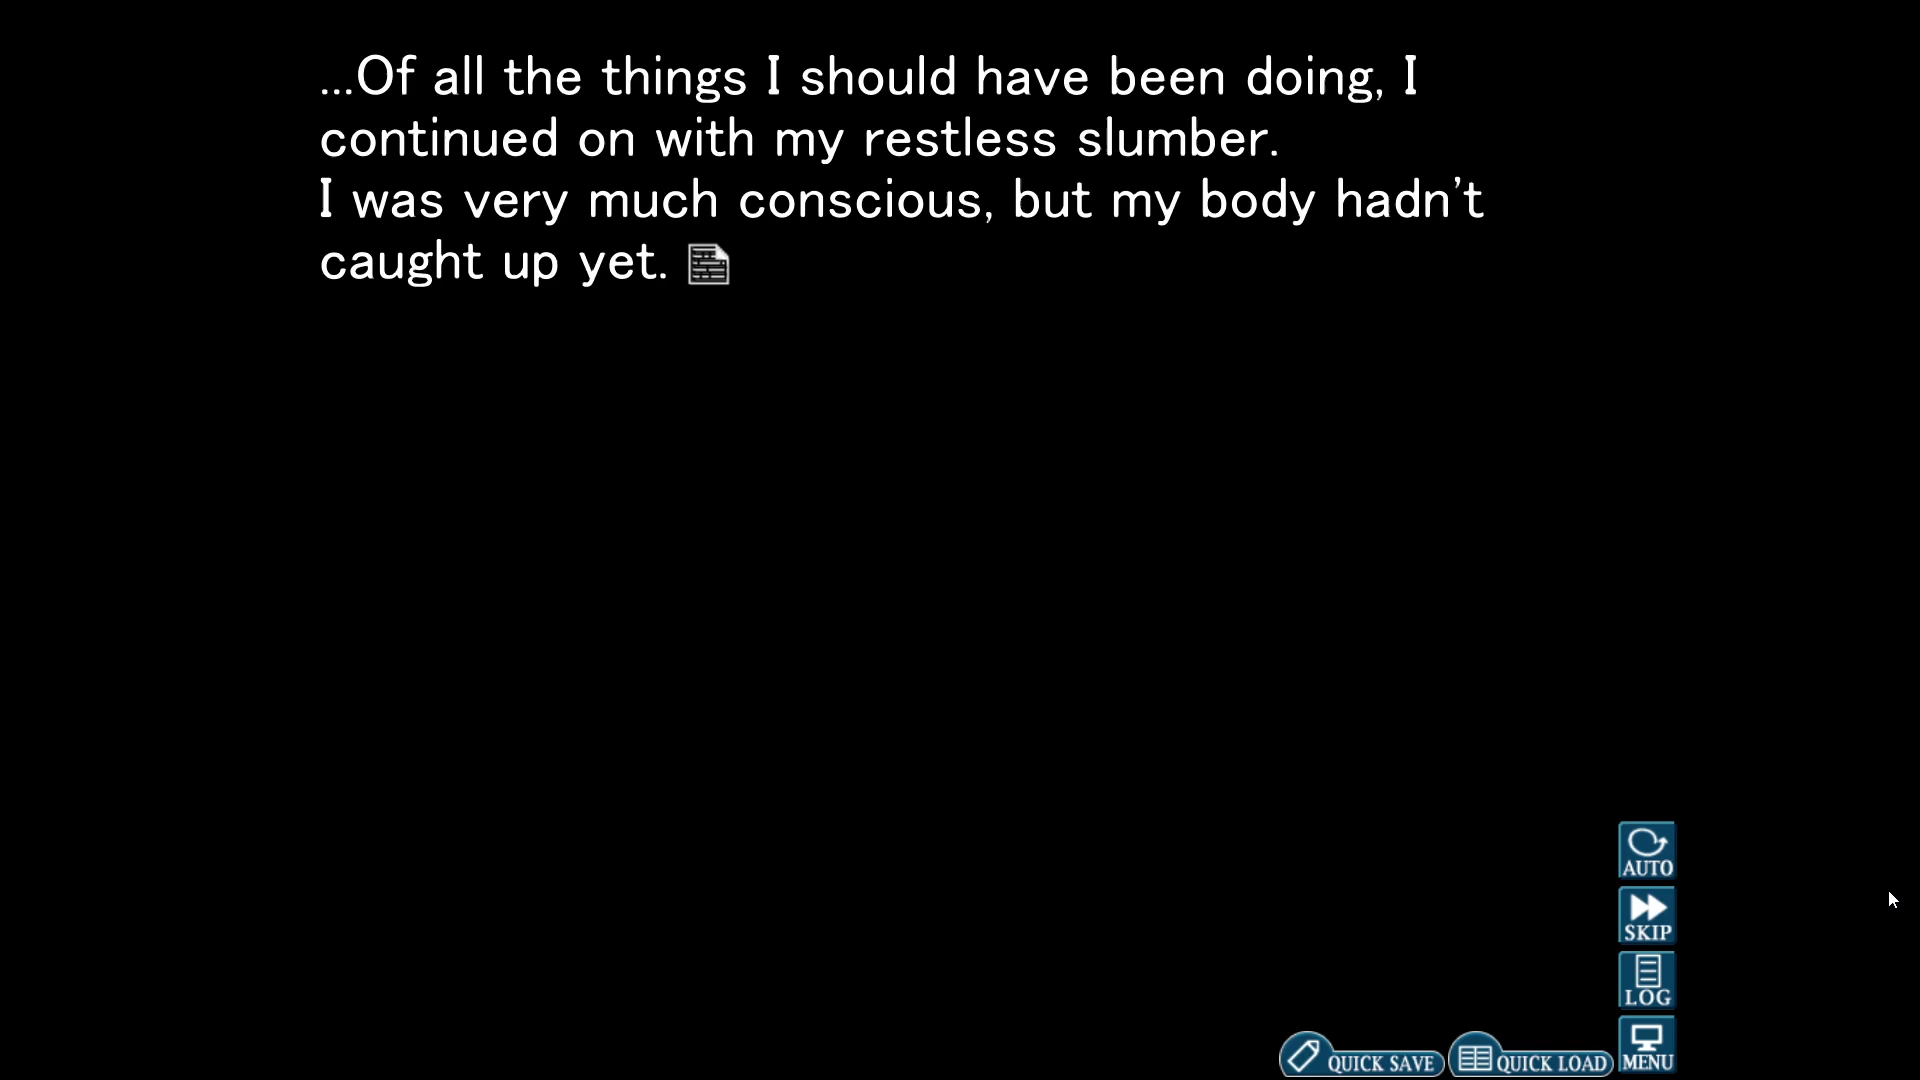 ...Of all the things I should have been doing, I
continued on with my restless slumber.
I was very much conscious, but my body hadn't
caught up yet.
AUTO
SKIP
LOG
MENU
QUICK SAVE
QUICK LOAD